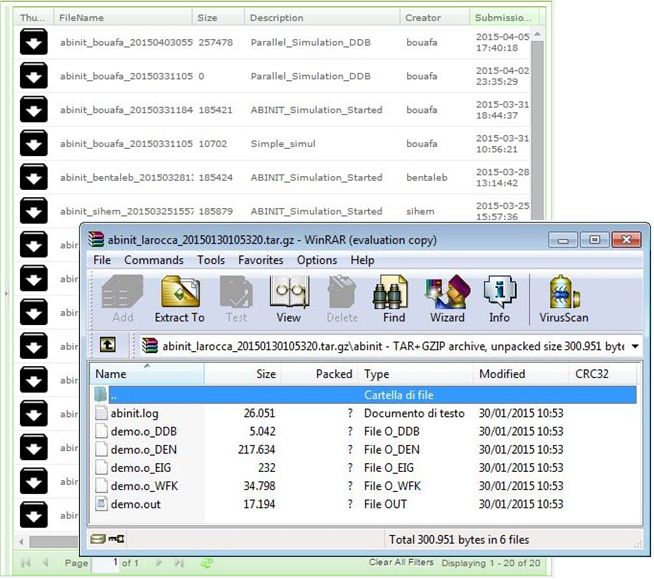 Thu... FileName Size Description Creator Submissio...
abinit_bouafa_20150403055 257478 Parallel_Simulation_DDB bouafa 2015-04-05
17:40:18
abinit_bouafa_20150331105 0 Parallel_Simulation_DDB bouafa 2015-04-02
23:35:29
abinit_bouafa_20150331184 185421 ABINIT_Simulation_Started bouafa 2015-03-31
18:44:37
abinit_bouafa_20150331105 10702 Simple_simul bouafa 2015-03-31
10:56:21
abinit_bentaleb_201503281 185424 ABINIT_Simulation_Started bentaleb 2015-03-28
13:14:42
abinit_sihem_201503251557 185879 ABINIT_Simulation_Started sihem 2015-03-25
15:57:36
abin
abin
abin
abin
abin
abin
abin
abin
abin
abinit_larocca_20150130105320.tar.gz - WinRAR (evaluation copy)
File Commands Tools Favorites Options Help
Add Extract To Test View Delete Find Wizard Info VirusScan
abinit_larocca_20150130105320.tar.gz\abinit - TAR+GZIP archive, unpacked size 300.951 byte
Name Size Packed Type Modified CRC32
.. Cartella di file
abinit.log 26.051 ? Documento di testo 30/01/2015 10:53
demo.o_DDB 5.042 ? File O_DDB 30/01/2015 10:53
demo.o_DEN 217.634 ? File O_DEN 30/01/2015 10:53
demo.o_EIG 232 ? File O_EIG 30/01/2015 10:53
demo.o_WFK 34.798 ? File O_WFK 30/01/2015 10:53
demo.out 17.194 ? File OUT 30/01/2015 10:53
Total 300.951 bytes in 6 files
Page 1 of 1 Clear All Filters Displaying 1 - 20 of 20